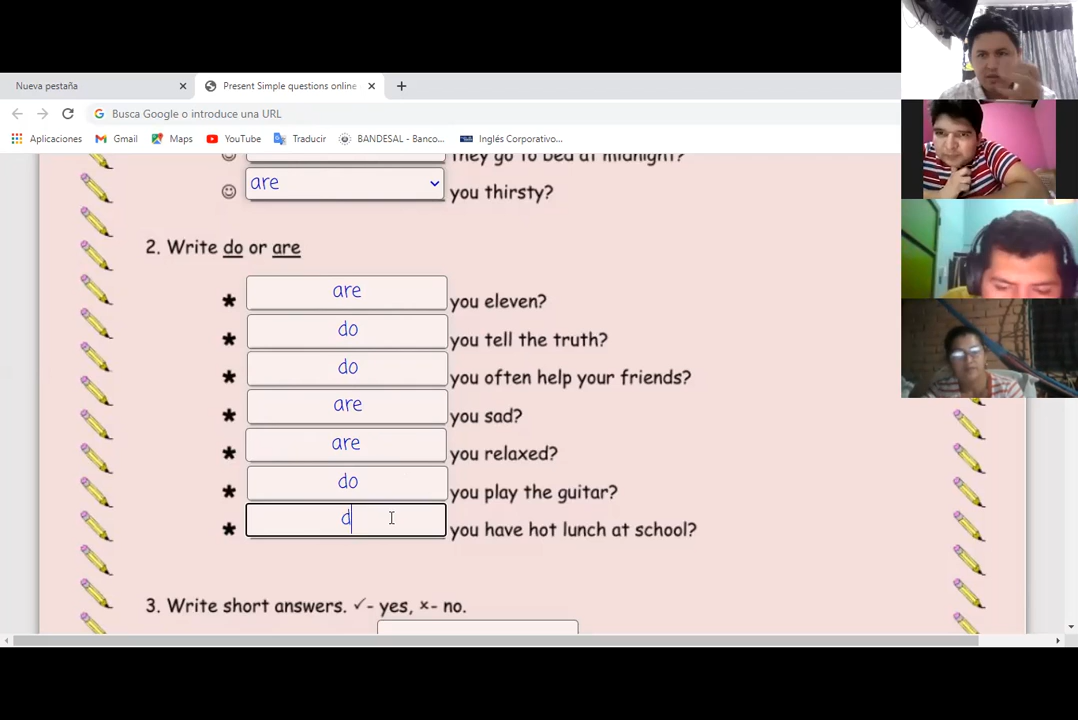 Nueva pestaña
Present Simple questions online
Busca Google o introduce una URL
Aplicaciones Gmail Maps YouTube Traducir BANDESAL - Banco... Inglés Corporativo...
they go to bed at midnight?
are you thirsty?
2. Write do or are
* are you eleven?
* do you tell the truth?
* do you often help your friends?
* are you sad?
* are you relaxed?
* do you play the guitar?
* d you have hot lunch at school?
3. Write short answers. ✓- yes, ×- no.